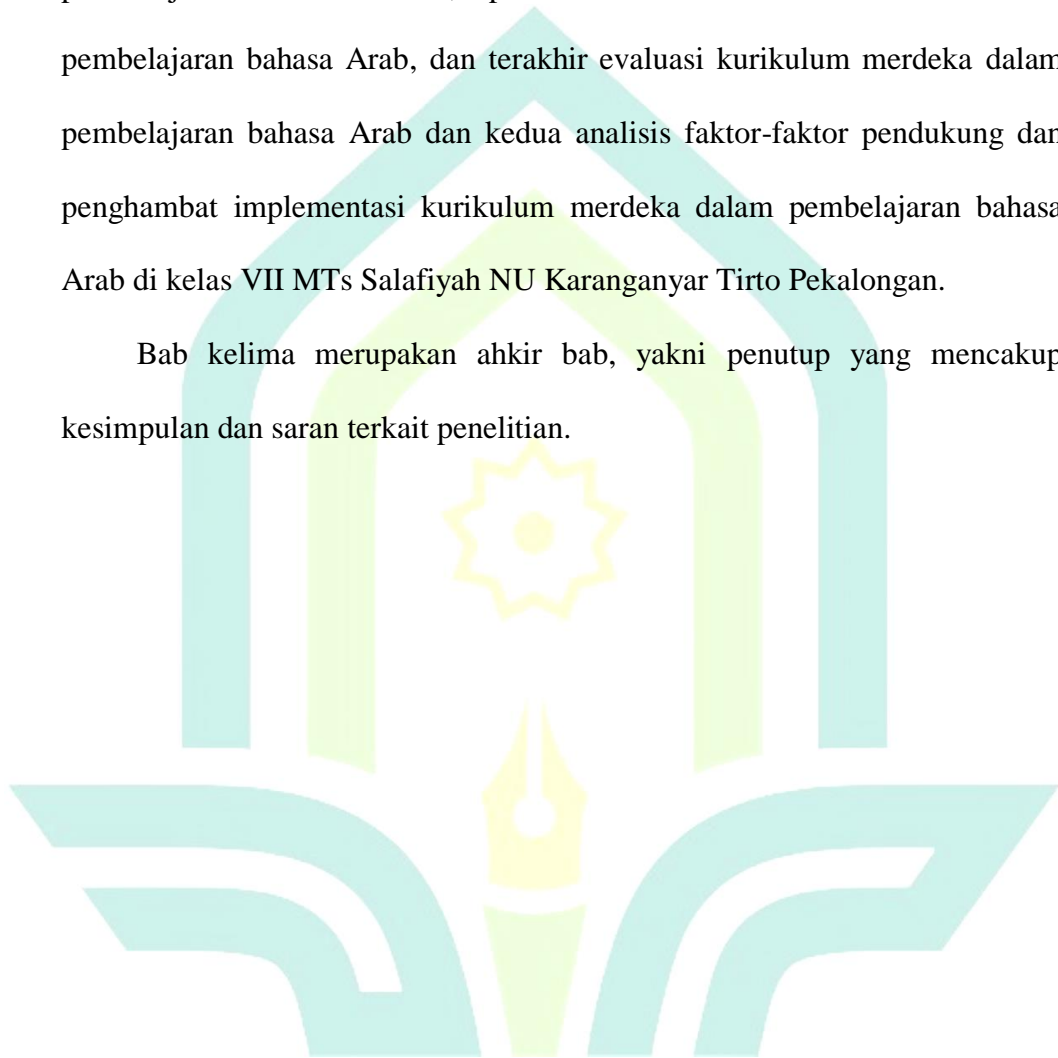 pembelajaran bahasa Arab, dan terakhir evaluasi kurikulum merdeka dalam
pembelajaran bahasa Arab dan kedua analisis faktor-faktor pendukung dan
penghambat implementasi kurikulum merdeka dalam pembelajaran bahasa
Arab di kelas VII MTs Salafiyah NU Karanganyar Tirto Pekalongan.
Bab kelima merupakan ahkir bab, yakni penutup yang mencakup
kesimpulan dan saran terkait penelitian.